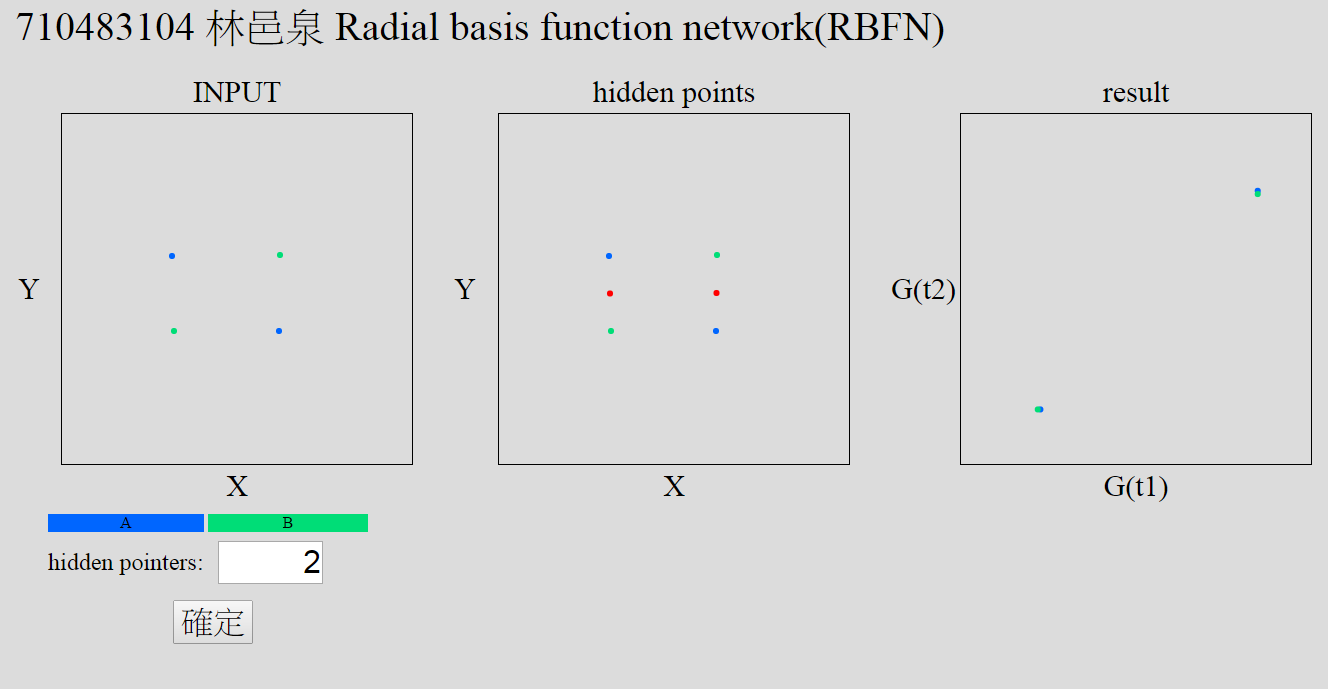 710483104 林邑泉 Radial basis function network(RBFN)
INPUT
hidden points
result
Y
Y
G(t2)
X
X
G(t1)
A
B
hidden pointers: 2
確定